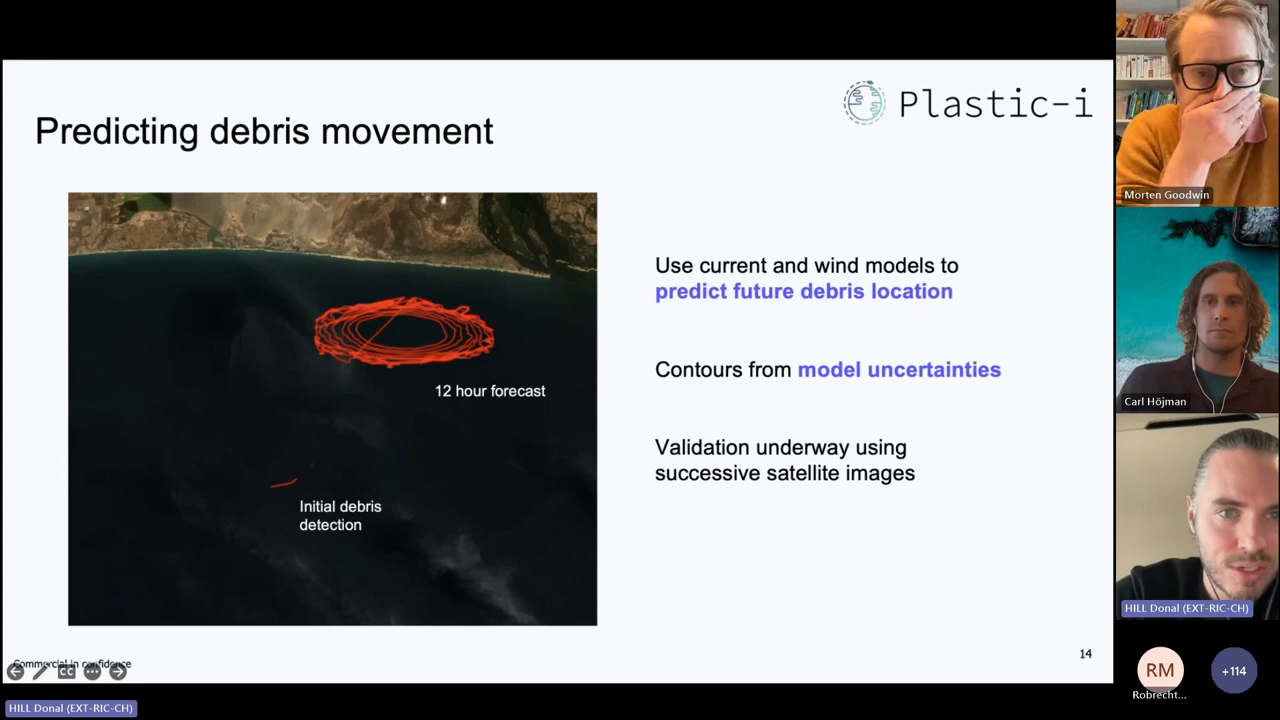 Plastic-i
Predicting debris movement
12 hour forecast
Initial debris
detection
Use current and wind models to
predict future debris location
Contours from model uncertainties
Validation underway using
successive satellite images
Commercial in confidence
14
CC
HILL Donal (EXT-RIC-CH)
Morten Goodwin
Carl Höjman
HILL Donal (EXT-RIC-CH)
RM
Robrecht...
+114